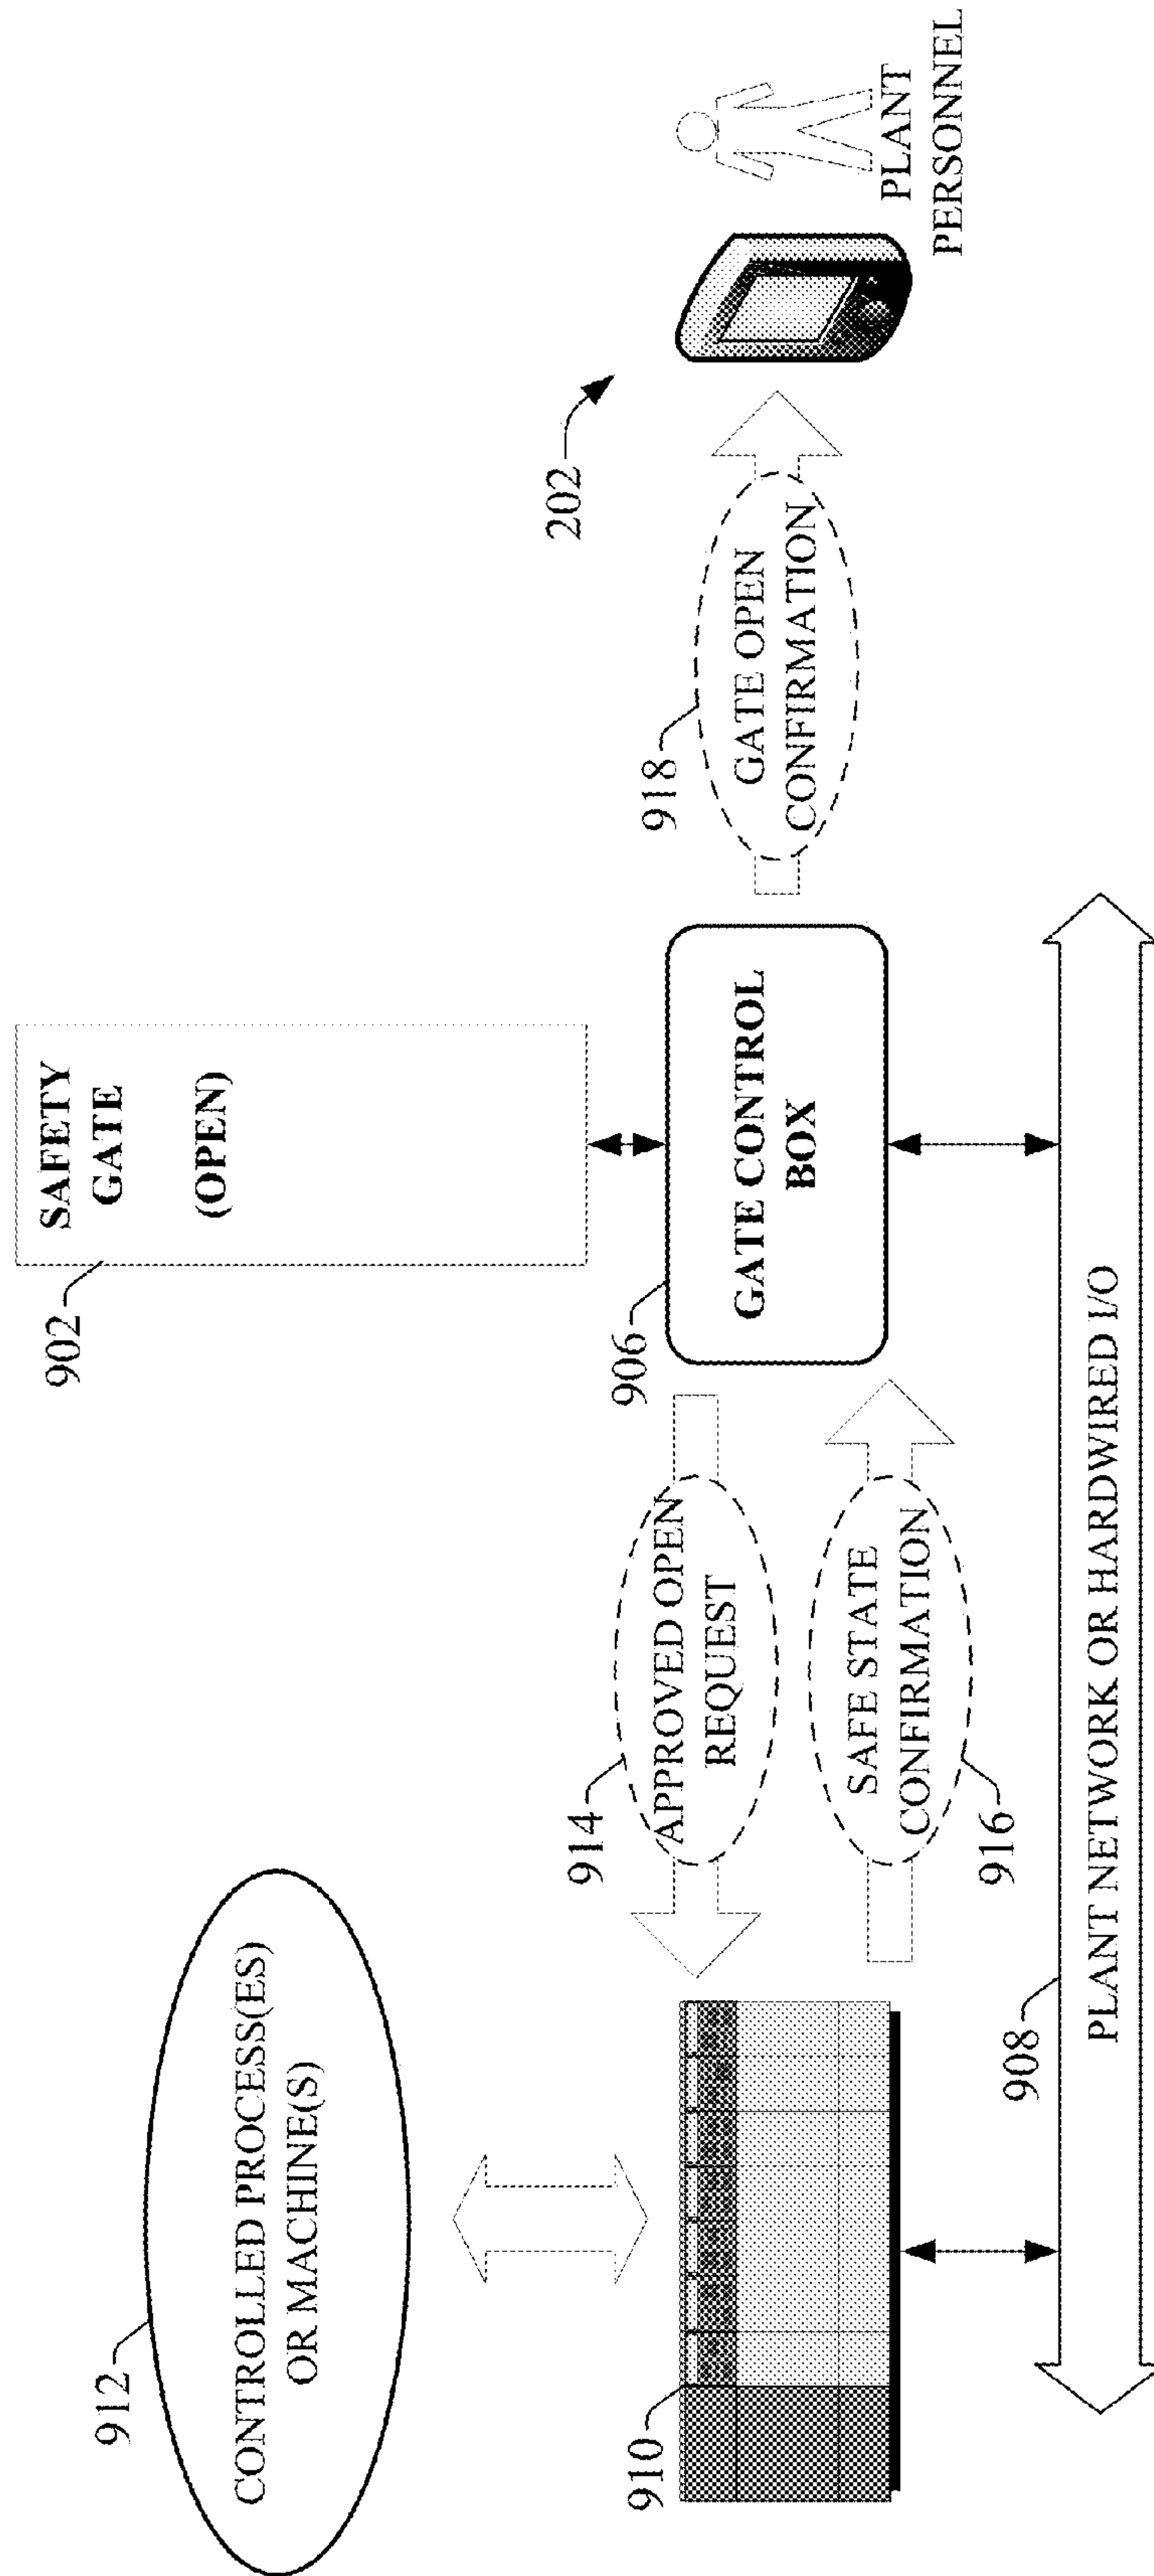 912
CONTROLLED PROCESS(ES)
OR MACHINE(S)
902
SAFETY
GATE
(OPEN)
914
APPROVED OPEN
REQUEST
906
GATE CONTROL
BOX
918
GATE OPEN
CONFIRMATION
202
PLANT
PERSONNEL
910
SAFE STATE
CONFIRMATION
916
908
PLANT NETWORK OR HARDWIRED I/O